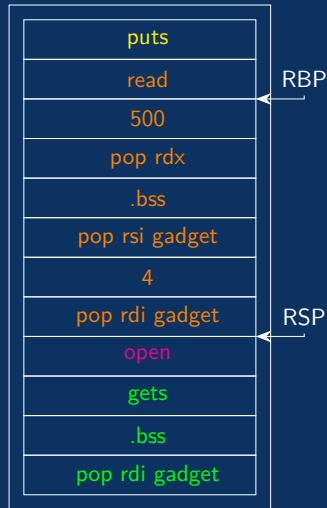 puts
read
RBP
500
pop rdx
.bss
pop rsi gadget
4
pop rdi gadget
RSP
open
gets
.bss
pop rdi gadget